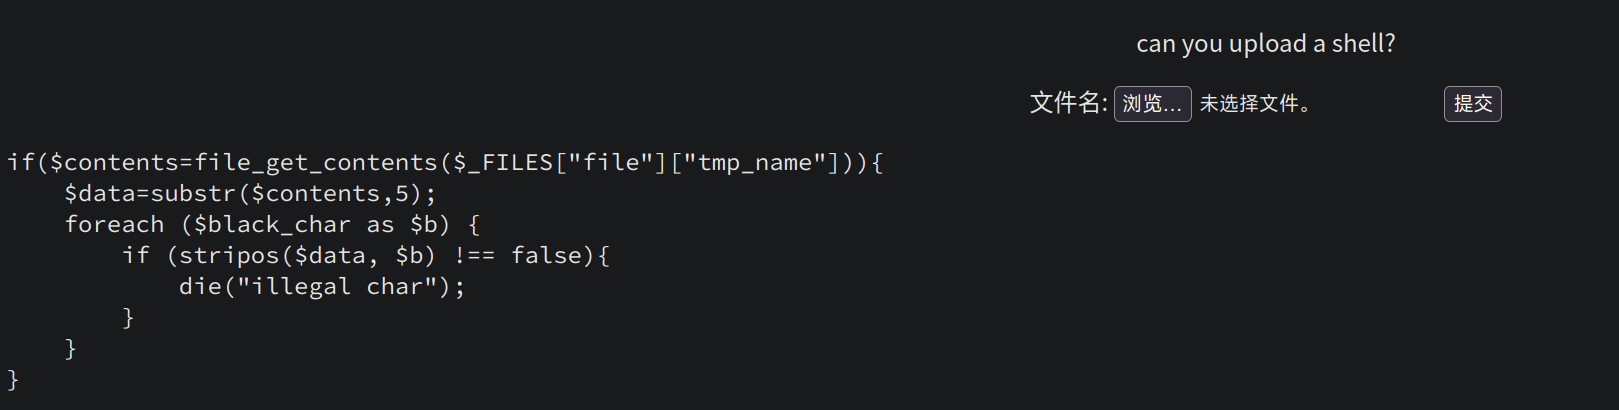 can you upload a shell?
文件名: 浏览... 未选择文件。 提交
if($contents=file_get_contents($_FILES["file"]["tmp_name"])){
    $data=substr($contents,5);
    foreach ($black_char as $b) {
        if (stripos($data, $b) !== false){
            die("illegal char");
        }
    }
}